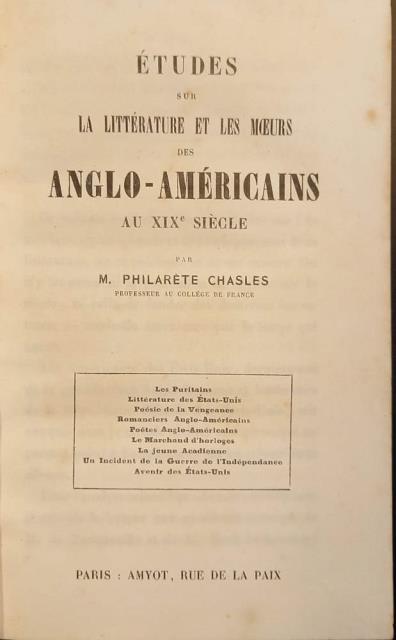 ÉTUDES
SUR
LA LITTÉRATURE ET LES MŒURS
DES
ANGLO-AMÉRICAINS
AU XIXe SIÈCLE
PAR
M. PHILARÈTE CHASLES
PROFESSEUR AU COLLÉGE DE FRANCE
Les Puritains
Littérature des États-Unis
Poésie de la Vengeance
Romanciers Anglo-Américains
Poëtes Anglo-Américains
Le Marchand d'horloges
La jeune Acadienne
Un Incident de la Guerre de l'Indépendance
Avenir des États-Unis
PARIS : AMYOT, RUE DE LA PAIX